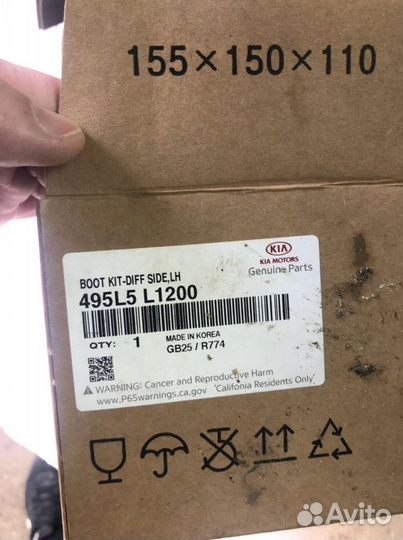 155×150×110
BOOT KIT-DIFF SIDE,LH
495L5 L1200
KIA
KIA MOTORS
Genuine Parts
QTY: 1
MADE IN KOREA
GB25 / R774
WARNING: Cancer and Reproductive Harm
www.P65warnings.ca.gov 'California Residents Only'
Avito